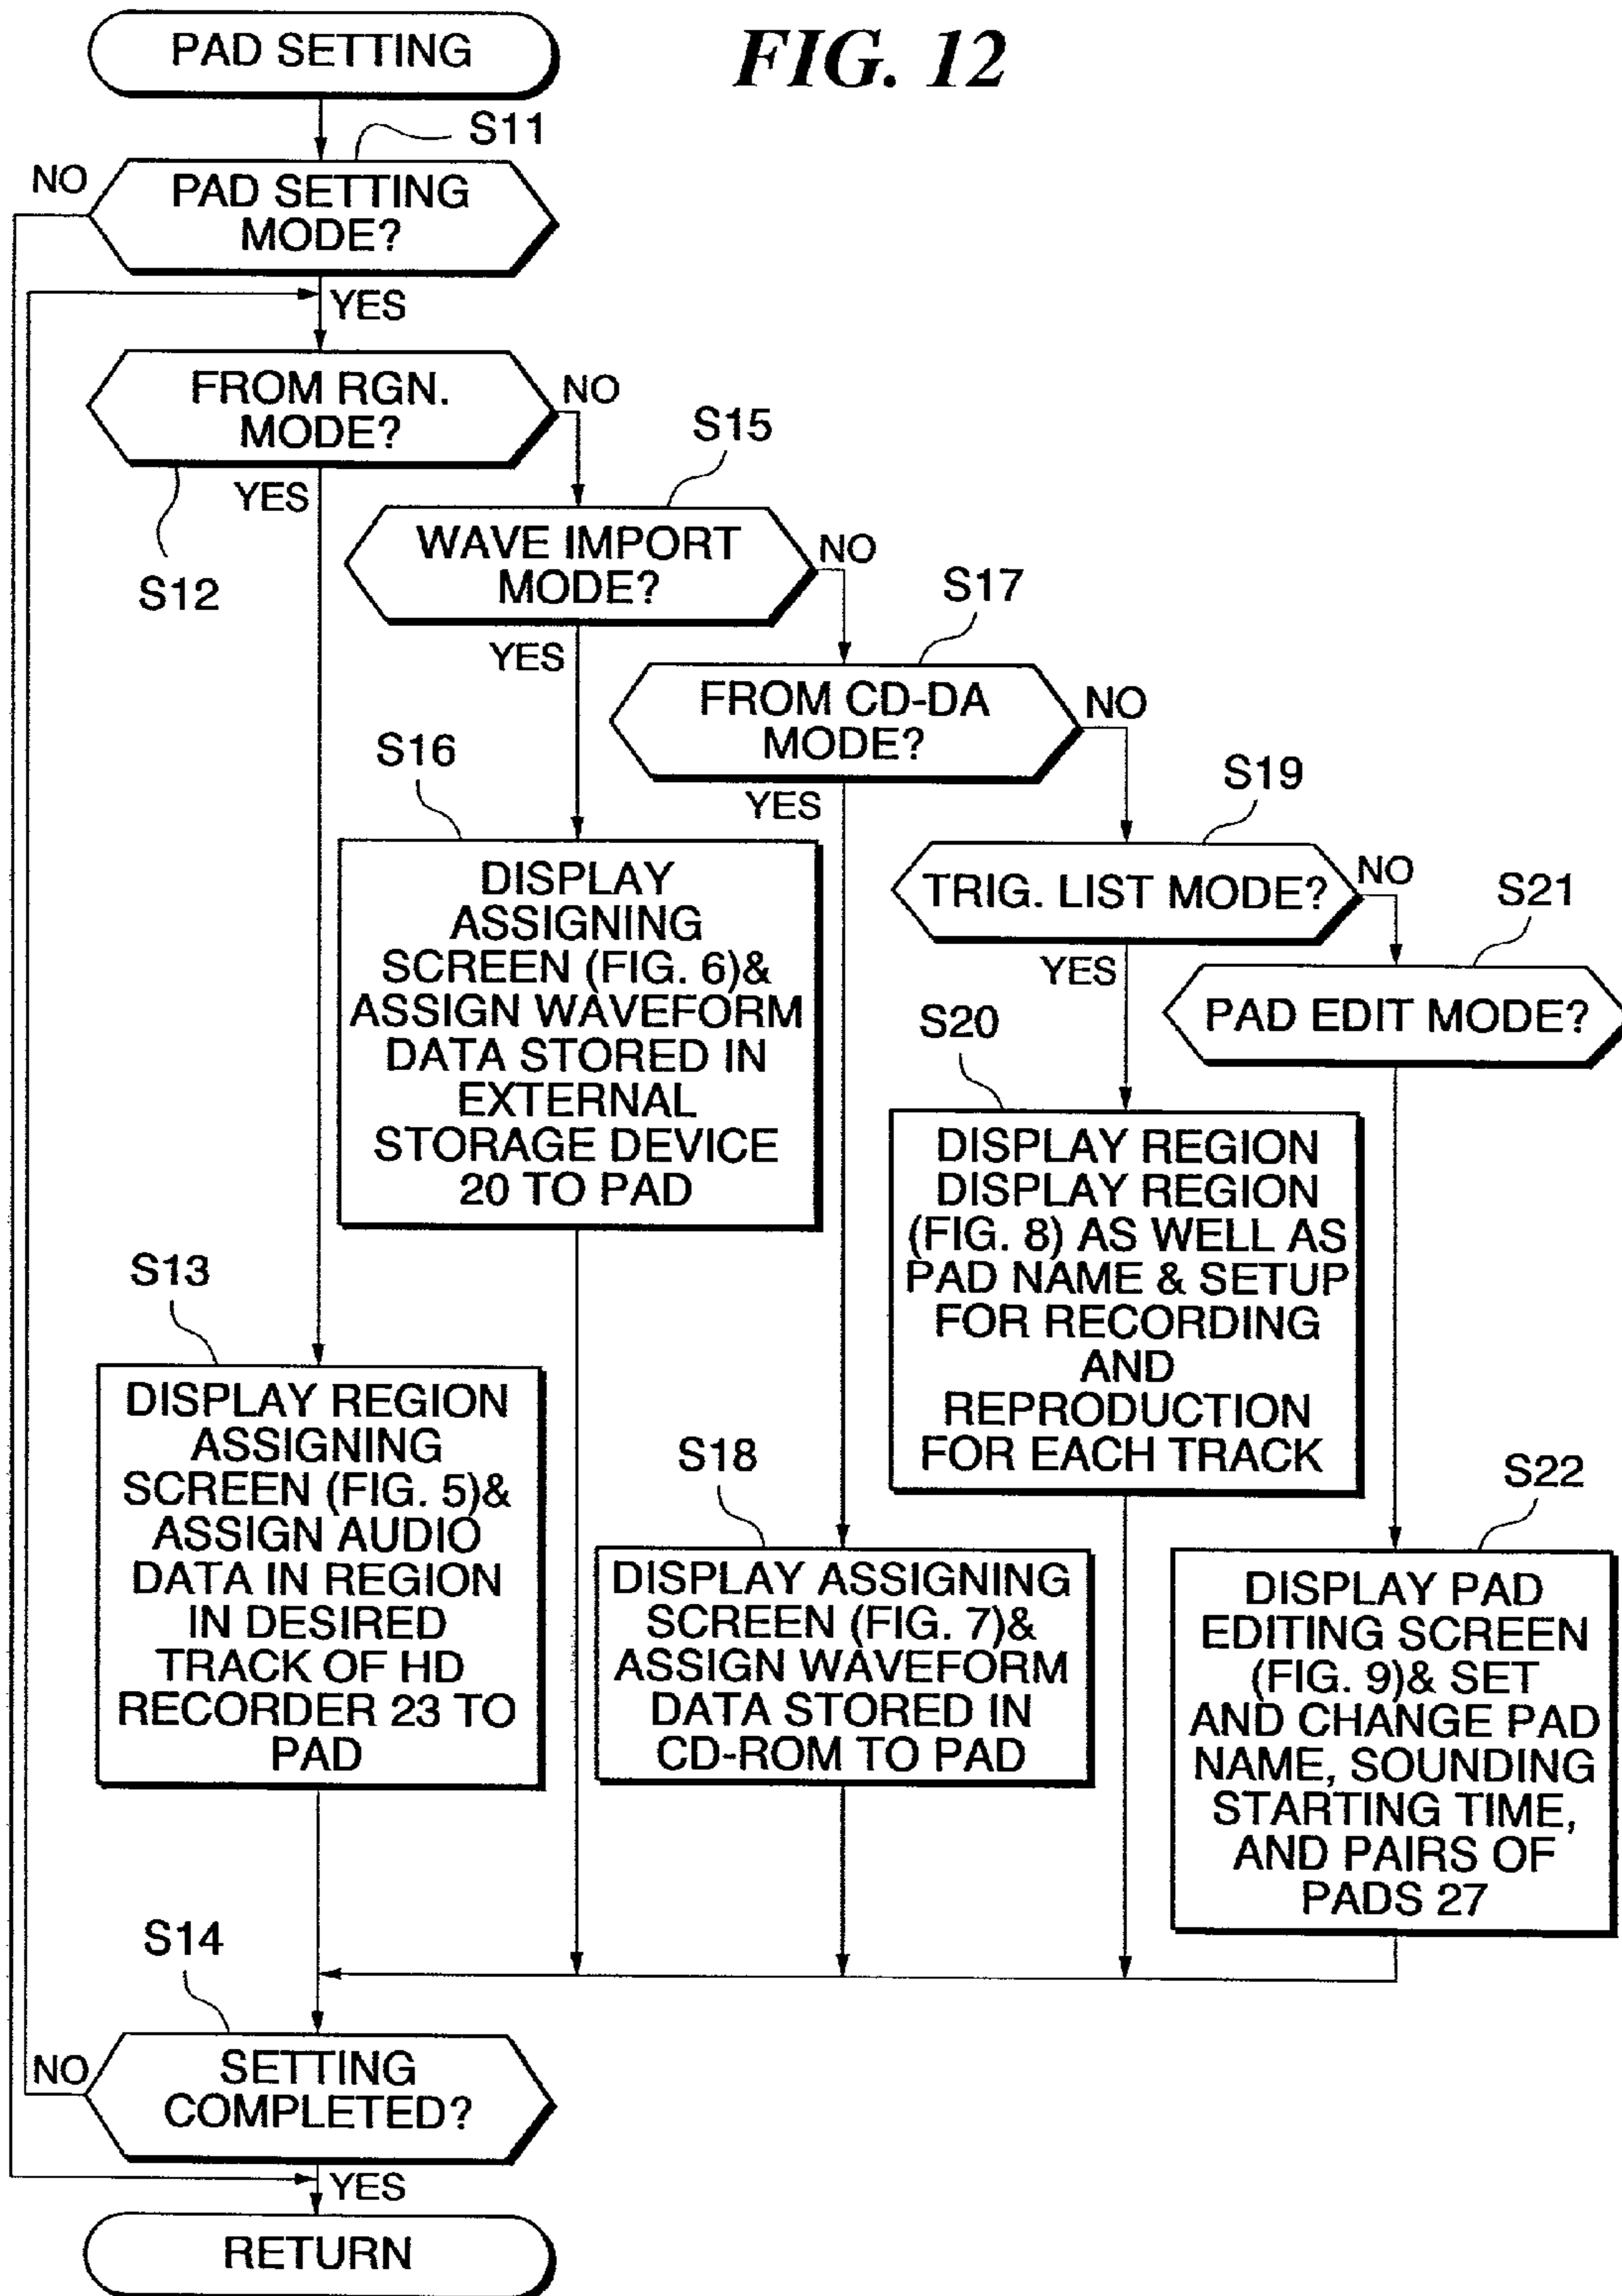 PAD SETTING
FIG. 12
S11
NO
PAD SETTING
MODE?
YES
FROM RGN.
MODE?
NO
S15
YES
S12
WAVE IMPORT
MODE?
NO
S17
YES
FROM CD-DA
MODE?
NO
S16
YES
S19
DISPLAY
ASSIGNING
SCREEN (FIG. 6)&
ASSIGN WAVEFORM
DATA STORED IN
EXTERNAL
STORAGE DEVICE
20 TO PAD
TRIG. LIST MODE?
NO
S21
YES
PAD EDIT MODE?
S20
DISPLAY REGION
DISPLAY REGION
(FIG. 8) AS WELL AS
PAD NAME & SETUP
FOR RECORDING
AND
REPRODUCTION
FOR EACH TRACK
S13
DISPLAY REGION
ASSIGNING
SCREEN (FIG. 5)&
ASSIGN AUDIO
DATA IN REGION
IN DESIRED
TRACK OF HD
RECORDER 23 TO
PAD
S18
DISPLAY ASSIGNING
SCREEN (FIG. 7)&
ASSIGN WAVEFORM
DATA STORED IN
CD-ROM TO PAD
S22
DISPLAY PAD
EDITING SCREEN
(FIG. 9)& SET
AND CHANGE PAD
NAME, SOUNDING
STARTING TIME,
AND PAIRS OF
PADS 27
S14
NO
SETTING
COMPLETED?
YES
RETURN